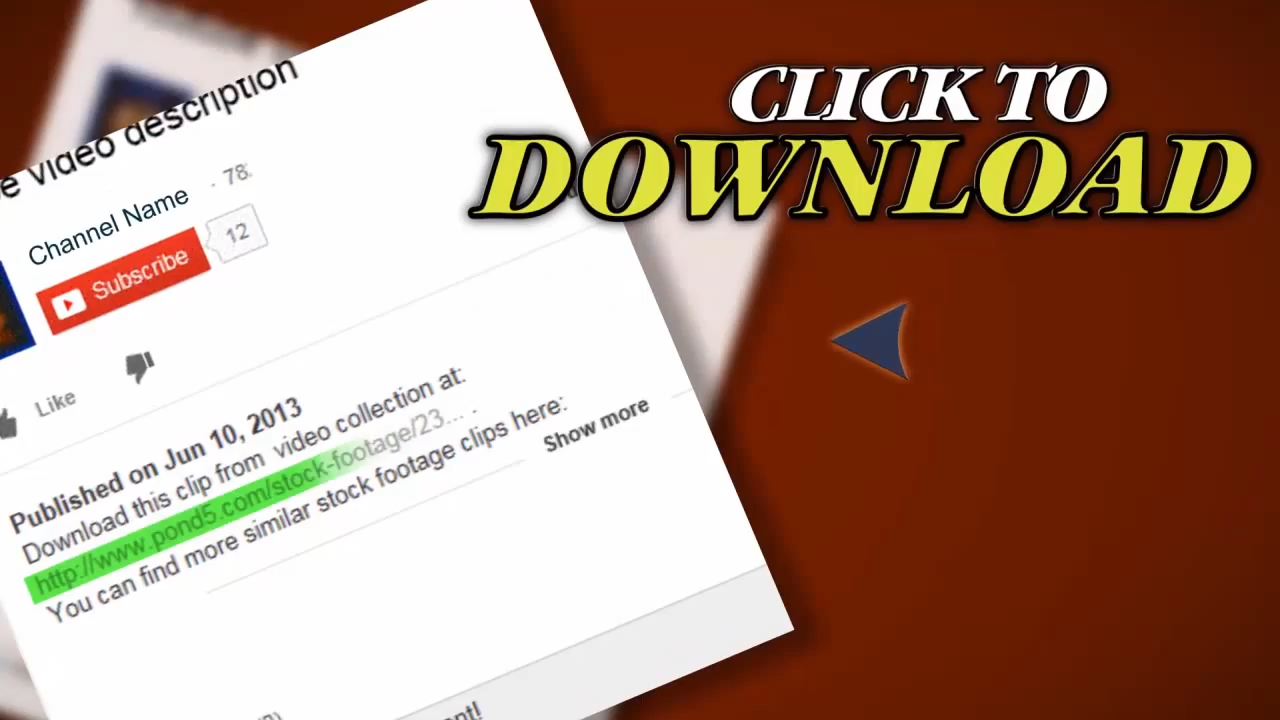 CLICK TO
DOWNLOAD
video description
Channel Name
78
Subscribe
12
Like
Published on Jun 10, 2013
Download this clip from video collection at:
http://www.pond5.com/stock-footage/23... .
You can find more similar stock footage clips here:
Show more